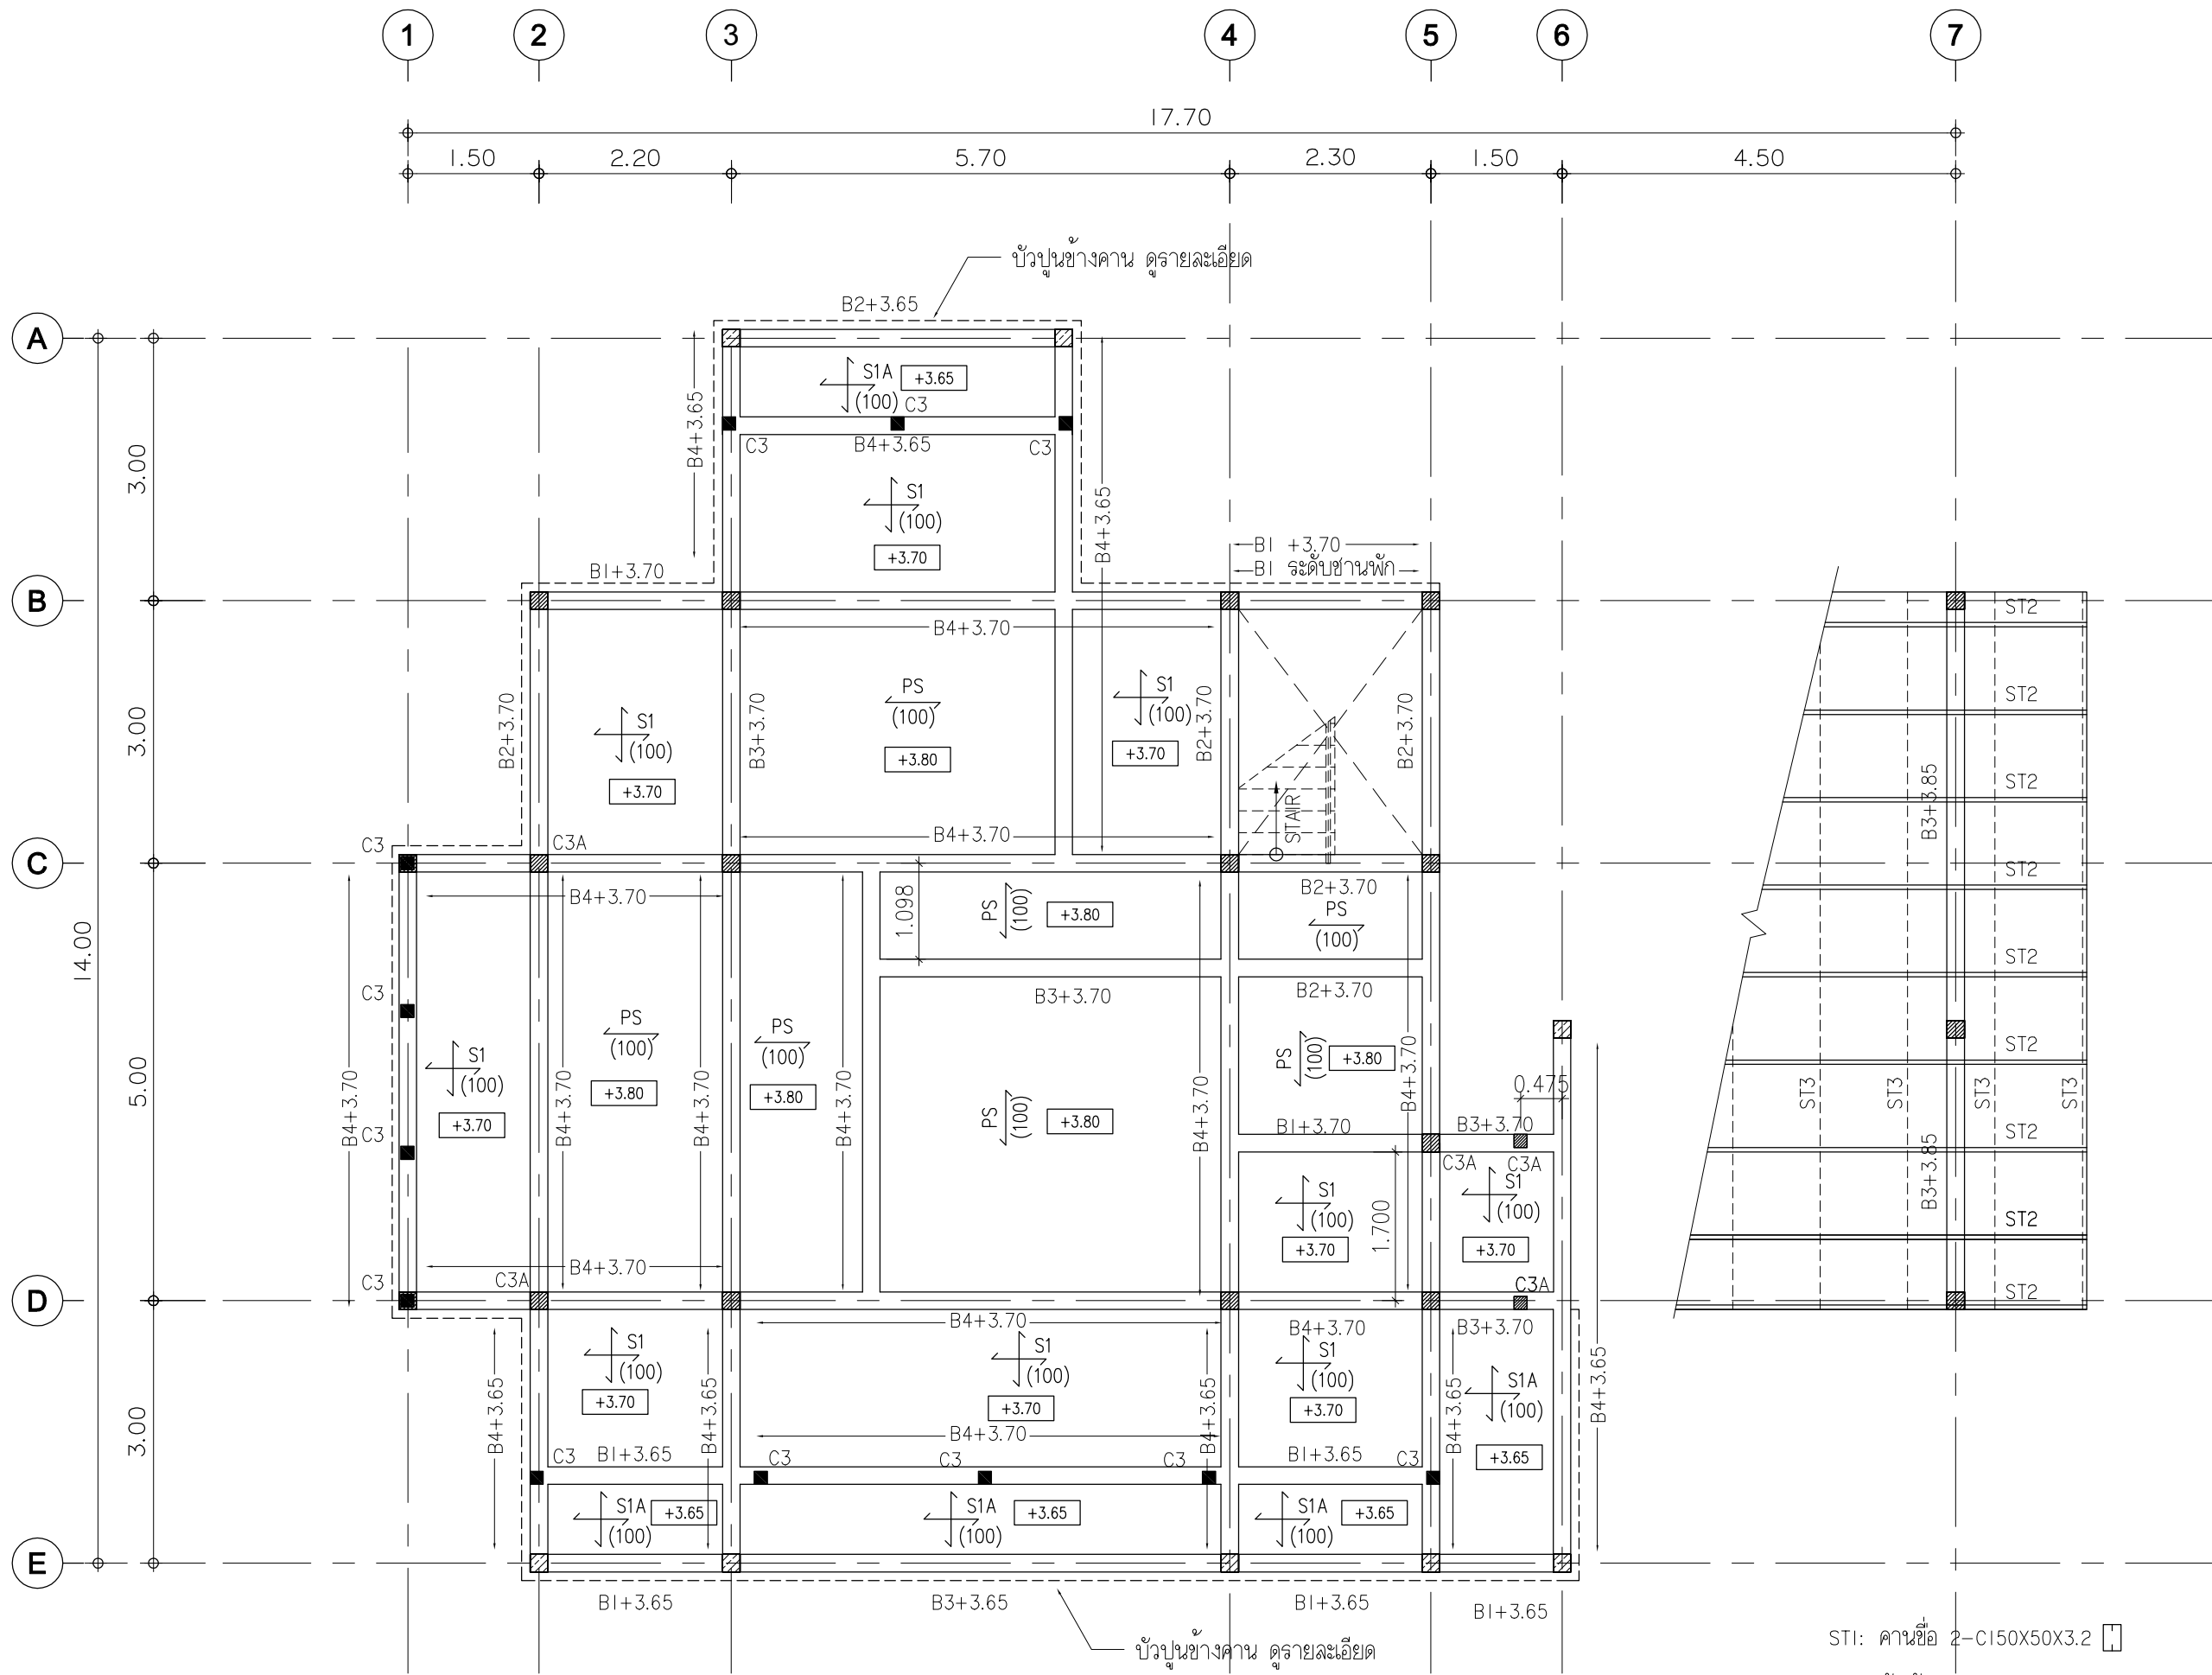 1 2 3 4 5 6 7
17.70
1.50 2.20 5.70 2.30 1.50 4.50
บัวปูนข้างคาน ดูรายละเอียด
B2+3.65
A
S1A +3.65
(100) C3
B4+3.65
C3 B4+3.65 C3
3.00
S1
(100)
+3.70
B4+3.65
B1 +3.70
B1 ระดับชานพัก
B1+3.70
B
ST2
B4+3.70
PS
(100)
+3.80
S1
(100)
+3.70
S1
(100)
+3.70
B2+3.70
B3+3.70
B2+3.70
B2+3.70
3.00
ST2
ST2
B3+3.85
STAIR
B4+3.70
C3 C3A
C
ST2
B4+3.70
1.098
PS
(100)
+3.80
B2+3.70
PS
(100)
14.00
ST2
C3
B3+3.70
B2+3.70
PS
(100)
+3.80
PS
(100)
+3.80
S1
(100)
+3.70
PS
(100)
+3.80
PS
(100)
+3.80
5.00
B4+3.70
B4+3.70
B4+3.70
B4+3.70
B4+3.70
B4+3.70
0.475
ST2
ST3 ST3 ST3 ST3
C3
B1+3.70
B3+3.70
C3A C3A
ST2
B3+3.85
S1
(100)
+3.70
1.700
S1
(100)
+3.70
ST2
B4+3.70
C3 C3A
C3A
D
ST2
B4+3.70
B4+3.70
B3+3.70
S1
(100)
+3.70
S1
(100)
+3.70
S1
(100)
+3.70
S1A
(100)
+3.65
3.00
B4+3.65
B4+3.65
B4+3.65
B4+3.65
B4+3.65
B4+3.70
C3 B1+3.65 C3 C3 C3 B1+3.65 C3
S1A +3.65
(100)
S1A +3.65
(100)
S1A +3.65
(100)
E
B1+3.65 B3+3.65 B1+3.65 B1+3.65
บัวปูนข้างคาน ดูรายละเอียด
ST1: คานชื่อ 2-C150X50X3.2